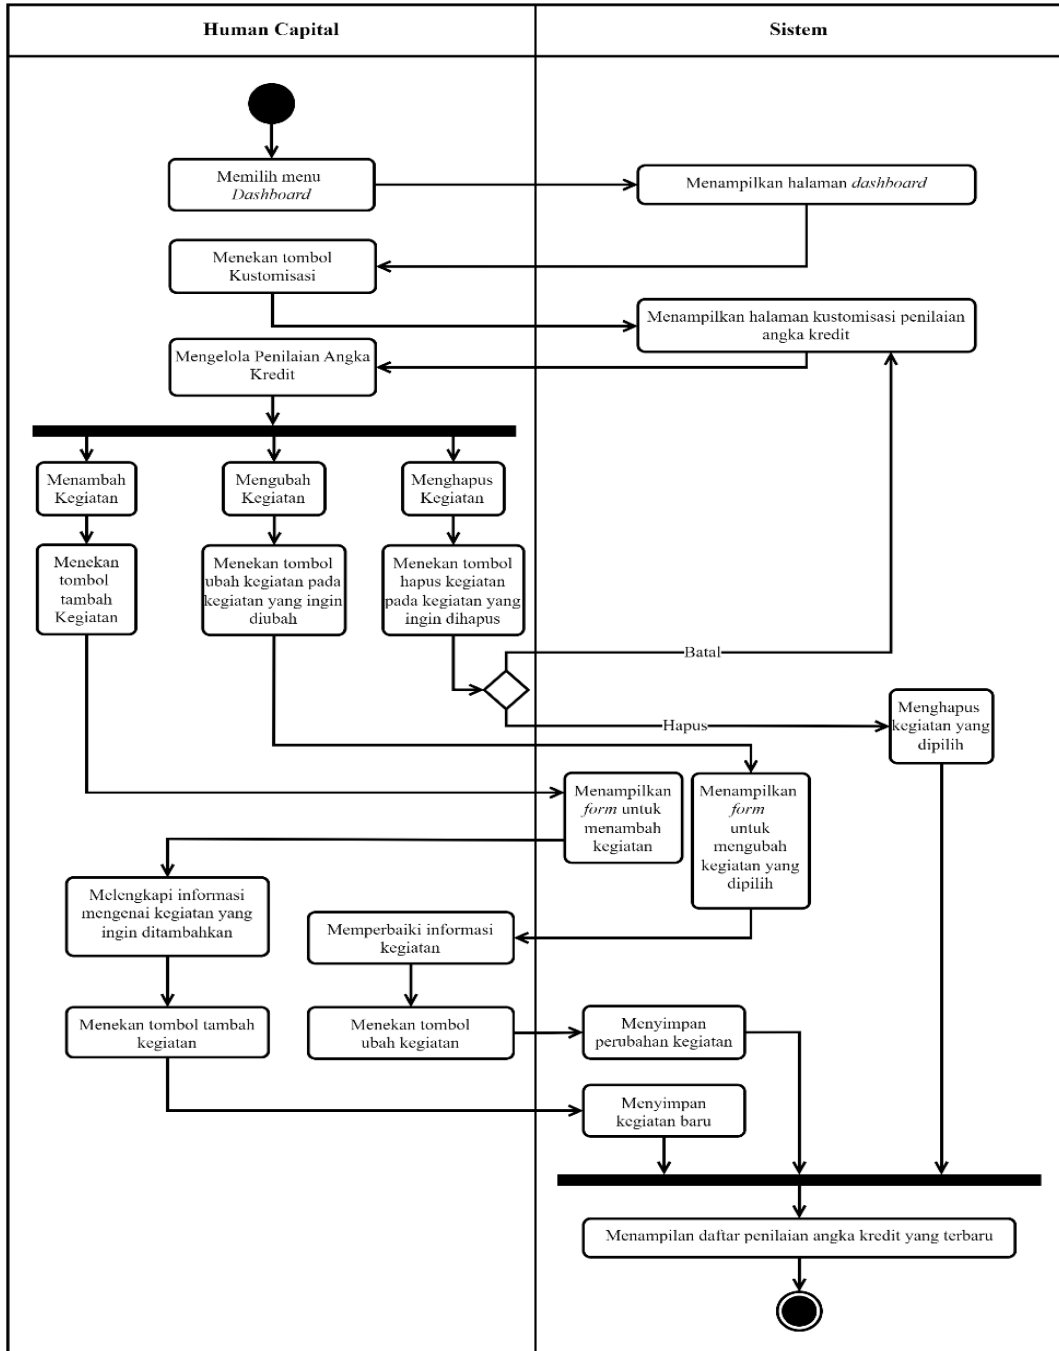 Human Capital
Sistem
Memilih menu
Dashboard
Menampilkan halaman dashboard
Menekan tombol
Kustomisasi
Menampilkan halaman kustomisasi penilaian
angka kredit
Mengelola Penilaian Angka
Kredit
Menambah
Kegiatan
Mengubah
Kegiatan
Menghapus
Kegiatan
Menekan
tombol
tambah
Kegiatan
Menekan tombol
ubah kegiatan pada
kegiatan yang ingin
diubah
Menekan tombol
hapus kegiatan
pada kegiatan yang
ingin dihapus
Batal
Hapus
Menghapus
kegiatan yang
dipilih
Menampilkan
form untuk
menambah
kegiatan
Menampilkan
form
untuk
mengubah
kegiatan yang
dipilih
Melengkapi informasi
mengenai kegiatan yang
ingin ditambahkan
Memperbaiki informasi
kegiatan
Menekan tombol tambah
kegiatan
Menekan tombol
ubah kegiatan
Menyimpan
perubahan kegiatan
Menyimpan
kegiatan baru
Menampilan daftar penilaian angka kredit yang terbaru